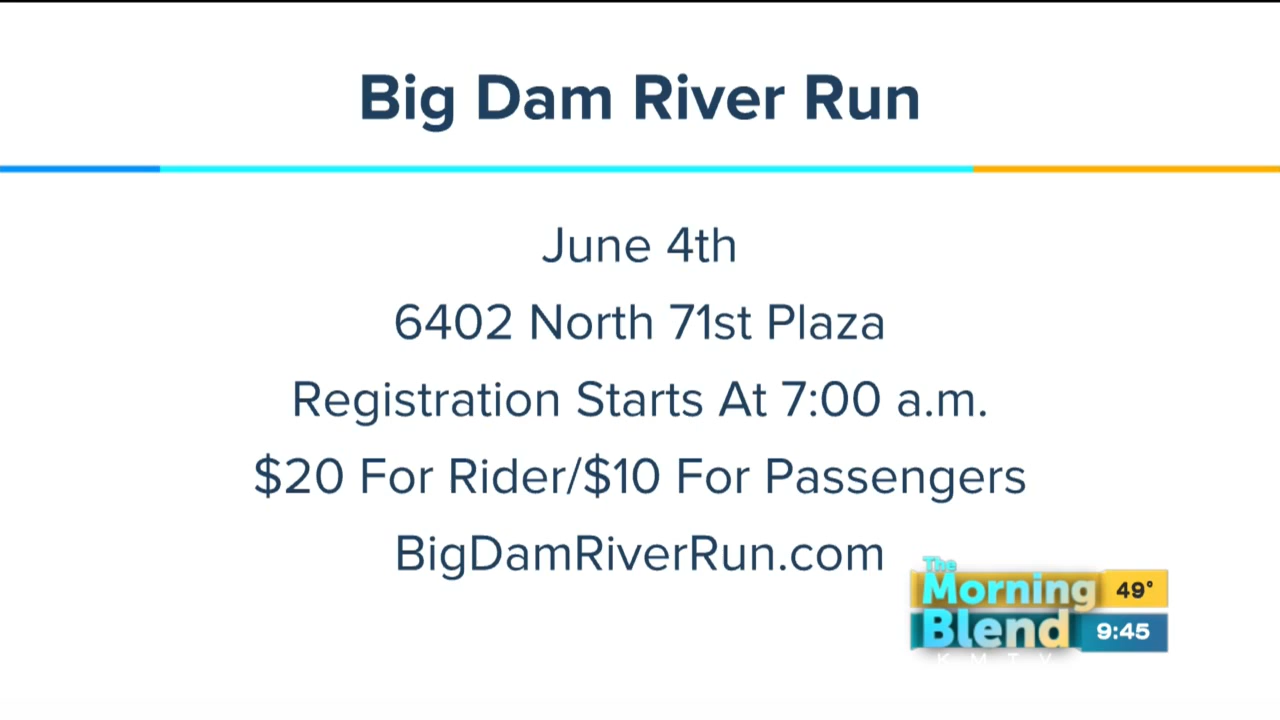 Big Dam River Run
June 4th
6402 North 71st Plaza
Registration Starts At 7:00 a.m.
$20 For Rider/$10 For Passengers
BigDamRiverRun.com
The
Morning 49°
Blend 9:45
KMTV